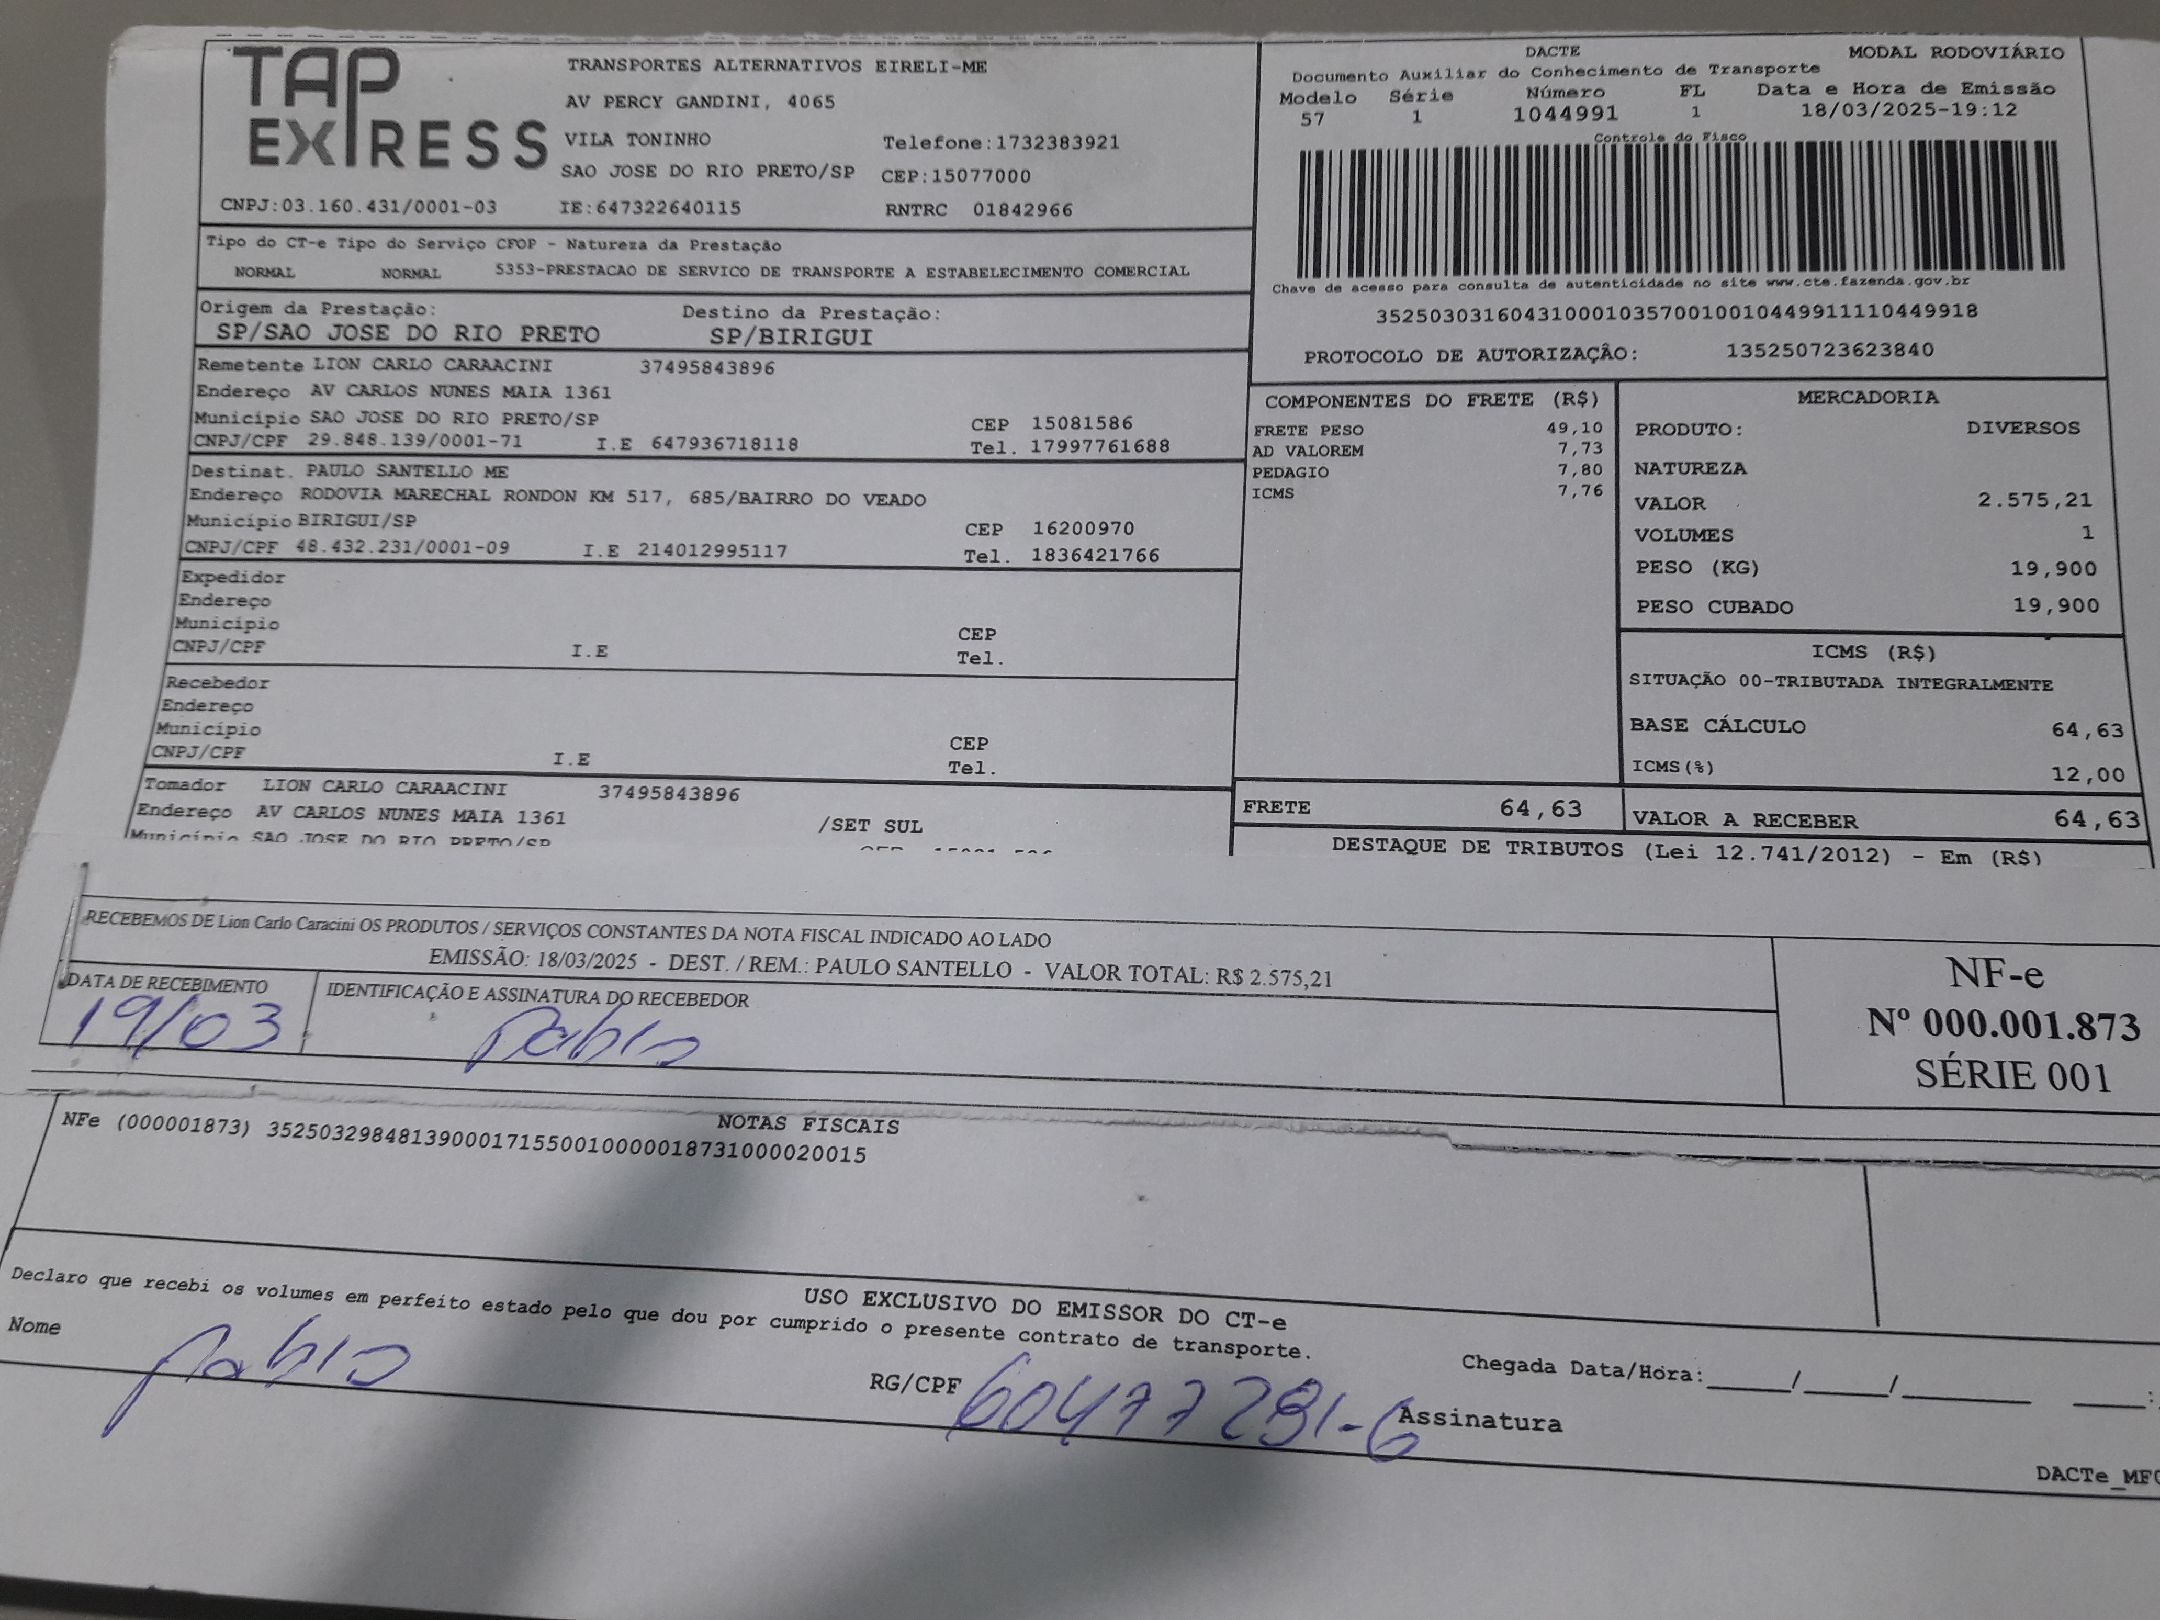 TAP EXPRESS
TRANSPORTES ALTERNATIVOS EIRELI-ME
AV PERCY GANDINI, 4065
VILA TONINHO Telefone:1732383921
SAO JOSE DO RIO PRETO/SP CEP:15077000
CNPJ:03.160.431/0001-03 IE:647322640115 RNTRC 01842966
DACTE MODAL RODOVIÁRIO
Documento Auxiliar do Conhecimento de Transporte
Modelo Série Número FL Data e Hora de Emissão
57 1 1044991 1 18/03/2025-19:12
Controle do Fisco
Chave de acesso para consulta de autenticidade no site www.cte.fazenda.gov.br
35250303160431000103570010010449911110449918
PROTOCOLO DE AUTORIZAÇÂO: 135250723623840
Tipo do CT-e Tipo do Serviço CFOP - Natureza da Prestação
NORMAL NORMAL 5353-PRESTACAO DE SERVICO DE TRANSPORTE A ESTABELECIMENTO COMERCIAL
Origem da Prestação: Destino da Prestação:
SP/SAO JOSE DO RIO PRETO SP/BIRIGUI
Remetente LION CARLO CARAACINI 37495843896
Endereço AV CARLOS NUNES MAIA 1361
Município SAO JOSE DO RIO PRETO/SP CEP 15081586
CNPJ/CPF 29.848.139/0001-71 I.E 647936718118 Tel. 17997761688
Destinat. PAULO SANTELLO ME
Endereço RODOVIA MARECHAL RONDON KM 517, 685/BAIRRO DO VEADO
Município BIRIGUI/SP CEP 16200970
CNPJ/CPF 48.432.231/0001-09 I.E 214012995117 Tel. 1836421766
Expedidor
Endereço
Município CEP
CNPJ/CPF I.E Tel.
Recebedor
Endereço
Município CEP
CNPJ/CPF I.E Tel.
Tomador LION CARLO CARAACINI 37495843896
Endereço AV CARLOS NUNES MAIA 1361 /SET SUL
Município SAO JOSE DO RIO PRETO/SP
COMPONENTES DO FRETE (R$)
FRETE PESO 49,10
AD VALOREM 7,73
PEDAGIO 7,80
ICMS 7,76
FRETE 64,63
MERCADORIA
PRODUTO: DIVERSOS
NATUREZA
VALOR 2.575,21
VOLUMES 1
PESO (KG) 19,900
PESO CUBADO 19,900
ICMS (R$)
SITUAÇÃO 00-TRIBUTADA INTEGRALMENTE
BASE CÁLCULO 64,63
ICMS(%) 12,00
VALOR A RECEBER 64,63
DESTAQUE DE TRIBUTOS (Lei 12.741/2012) - Em (R$)
RECEBEMOS DE Lion Carlo Caracini OS PRODUTOS / SERVIÇOS CONSTANTES DA NOTA FISCAL INDICADO AO LADO
EMISSÃO: 18/03/2025 - DEST. / REM.: PAULO SANTELLO - VALOR TOTAL: R$ 2.575,21
DATA DE RECEBIMENTO IDENTIFICAÇÃO E ASSINATURA DO RECEBEDOR
19/03 Pablo
NF-e
Nº 000.001.873
SÉRIE 001
NOTAS FISCAIS
NFe (000001873) 35250329848139000171550010000018731000020015
USO EXCLUSIVO DO EMISSOR DO CT-e
Declaro que recebi os volumes em perfeito estado pelo que dou por cumprido o presente contrato de transporte.
Nome Pablo RG/CPF 60477291-6 Assinatura
Chegada Data/Hora:_____/_____/_______ ____: